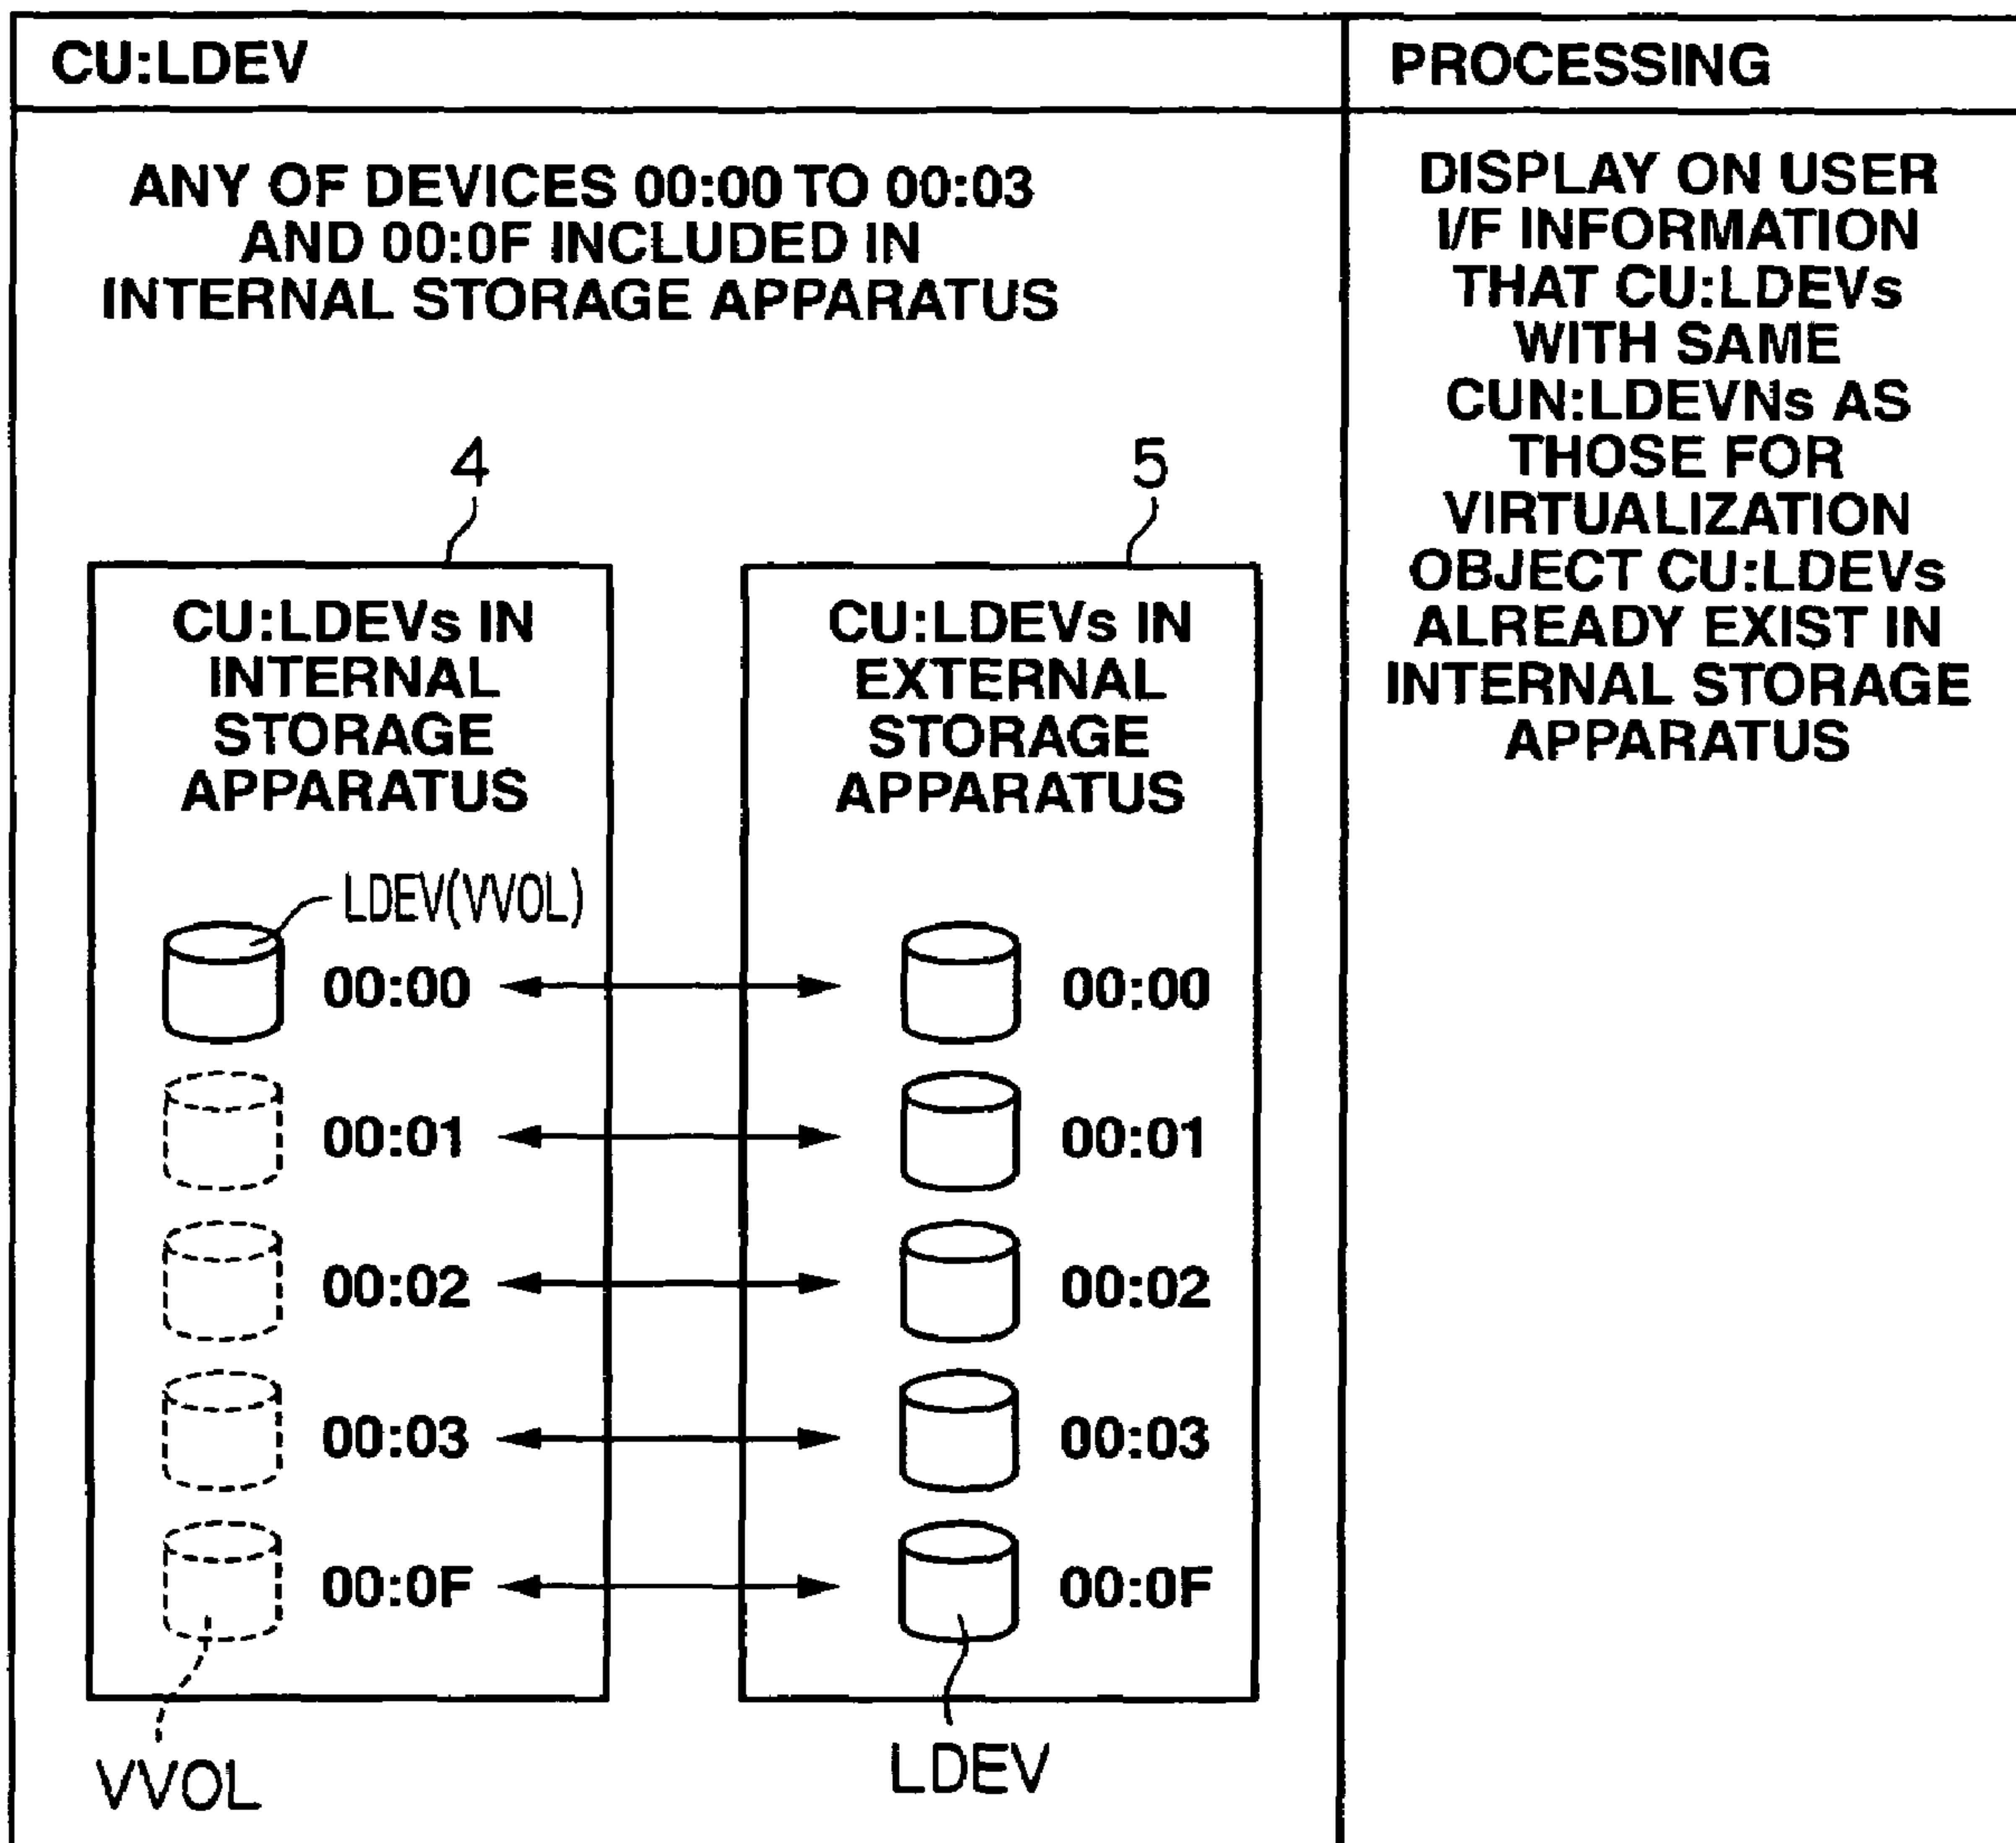 CU:LDEV
PROCESSING
ANY OF DEVICES 00:00 TO 00:03
AND 00:0F INCLUDED IN
INTERNAL STORAGE APPARATUS
4
5
CU:LDEVs IN
INTERNAL
STORAGE
APPARATUS
LDEV(VVOL)
00:00
00:01
00:02
00:03
00:0F
VVOL
CU:LDEVs IN
EXTERNAL
STORAGE
APPARATUS
00:00
00:01
00:02
00:03
00:0F
LDEV
DISPLAY ON USER
I/F INFORMATION
THAT CU:LDEVs
WITH SAME
CUN:LDEVNs AS
THOSE FOR
VIRTUALIZATION
OBJECT CU:LDEVs
ALREADY EXIST IN
INTERNAL STORAGE
APPARATUS